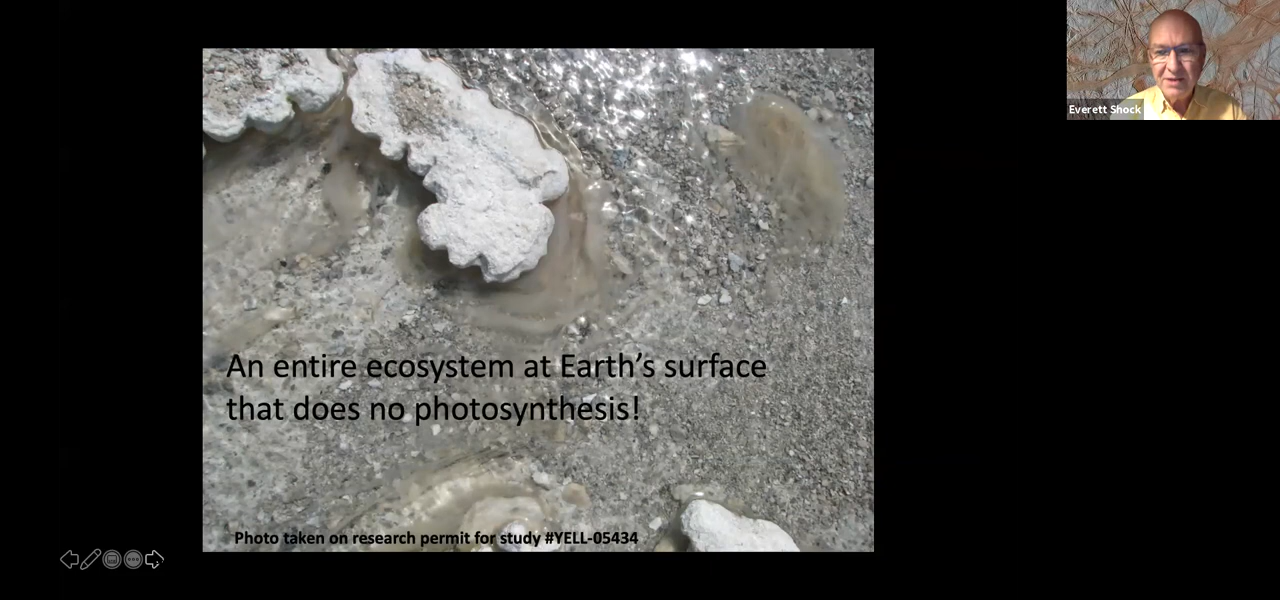 Everett Shock
An entire ecosystem at Earth's surface
that does no photosynthesis!
Photo taken on research permit for study #YELL-05434